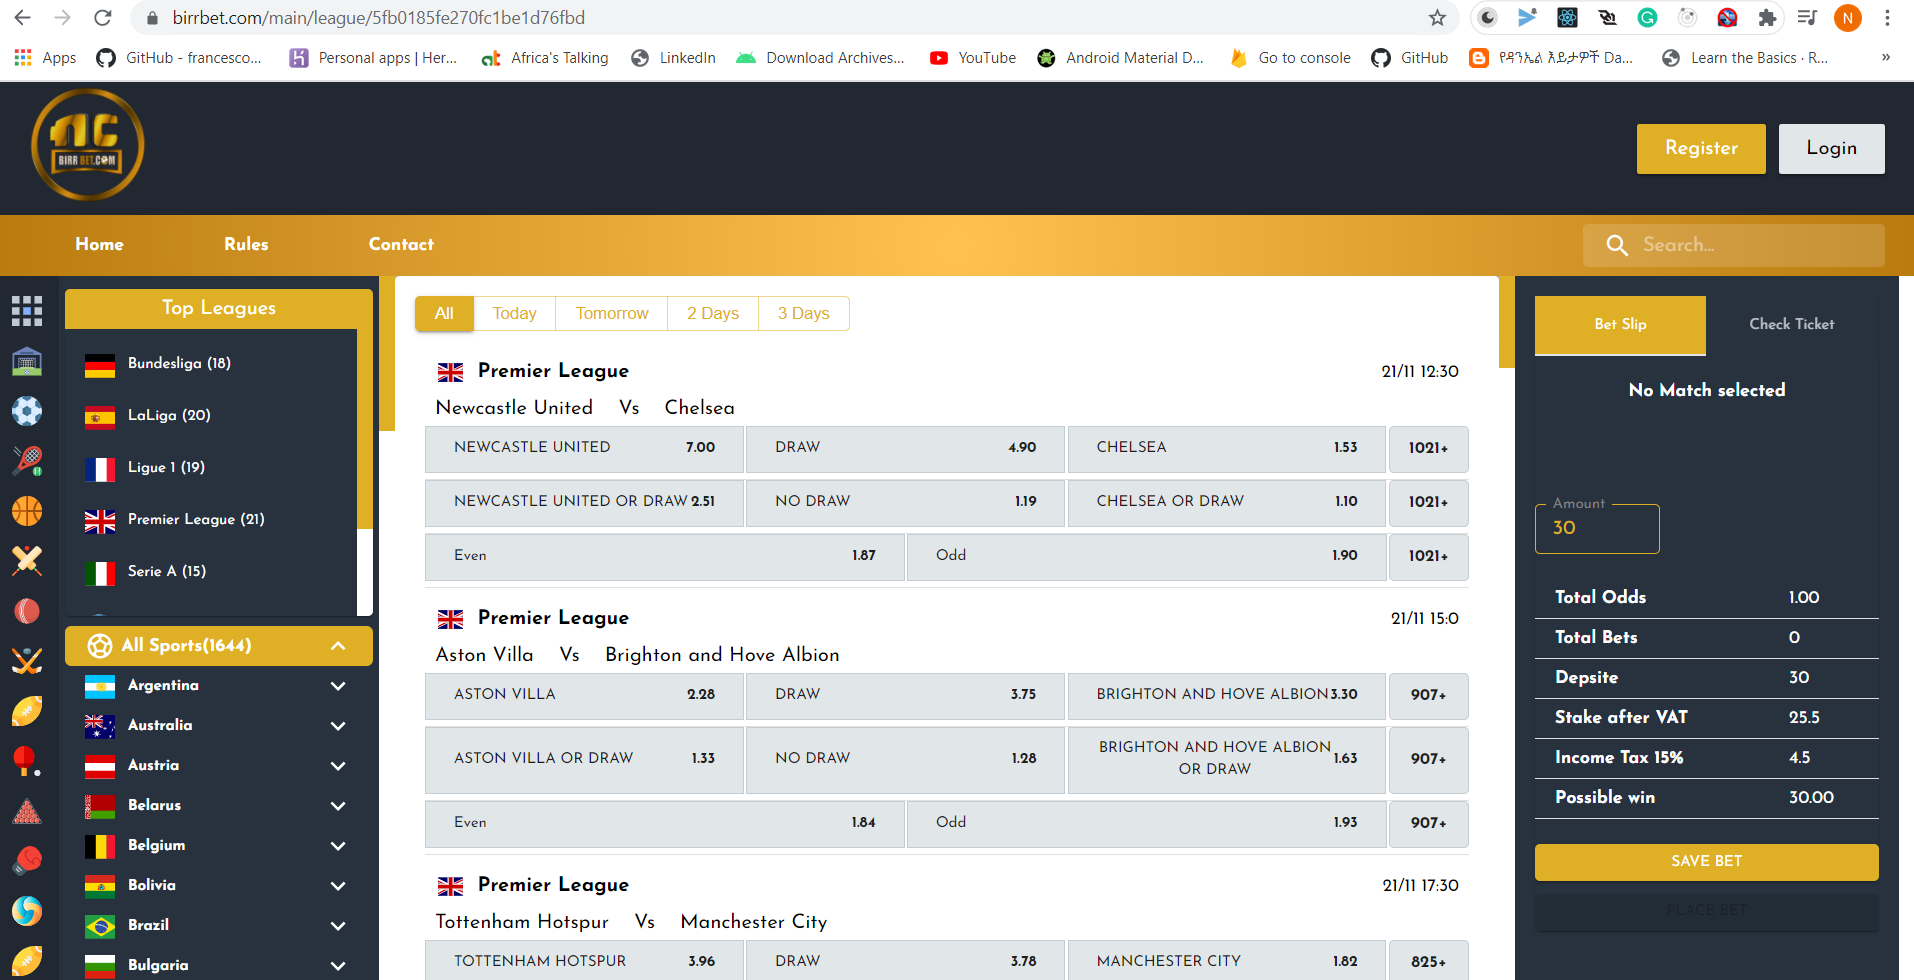 birrbet.com/main/league/5fb0185fe270fc1be1d76fbd
N
Apps
GitHub - francesco...
Personal apps | Her...
Africa's Talking
LinkedIn
Download Archives...
YouTube
Android Material D...
Go to console
GitHub
የዳንኤል እይታዎች Da...
Learn the Basics · R...
»
BIRR BET.COM
Register
Login
Home
Rules
Contact
Search...
Top Leagues
Bundesliga (18)
LaLiga (20)
Ligue 1 (19)
Premier League (21)
Serie A (15)
All Sports(1644)
Argentina
Australia
Austria
Belarus
Belgium
Bolivia
Brazil
Bulgaria
All
Today
Tomorrow
2 Days
3 Days
Premier League
21/11 12:30
Newcastle United Vs Chelsea
NEWCASTLE UNITED 7.00
DRAW 4.90
CHELSEA 1.53
1021+
NEWCASTLE UNITED OR DRAW 2.51
NO DRAW 1.19
CHELSEA OR DRAW 1.10
1021+
Even 1.87
Odd 1.90
1021+
Premier League
21/11 15:0
Aston Villa Vs Brighton and Hove Albion
ASTON VILLA 2.28
DRAW 3.75
BRIGHTON AND HOVE ALBION 3.30
907+
ASTON VILLA OR DRAW 1.33
NO DRAW 1.28
BRIGHTON AND HOVE ALBION
OR DRAW 1.63
907+
Even 1.84
Odd 1.93
907+
Premier League
21/11 17:30
Tottenham Hotspur Vs Manchester City
TOTTENHAM HOTSPUR 3.96
DRAW 3.78
MANCHESTER CITY 1.82
825+
Bet Slip
Check Ticket
No Match selected
Amount
30
Total Odds 1.00
Total Bets 0
Depsite 30
Stake after VAT 25.5
Income Tax 15% 4.5
Possible win 30.00
SAVE BET
PLACE BET